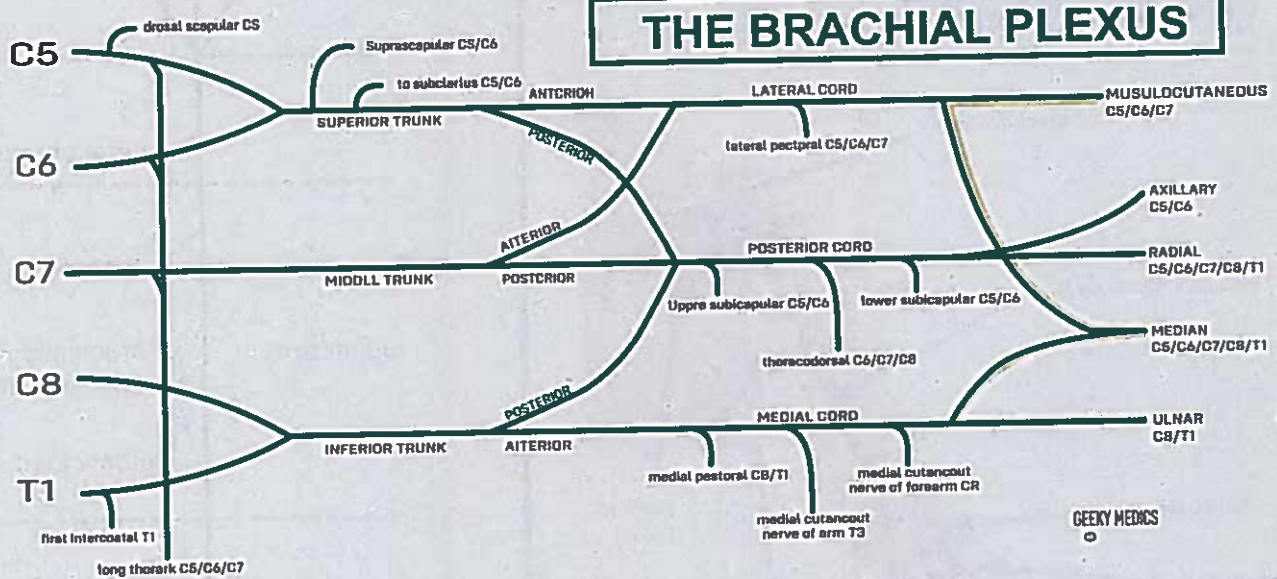 THE BRACHIAL PLEXUS
C5
drosal scapular CS
Suprascapular CS/C6
to subclarius C5/C6
ANTCRIOH
LATERAL CORD
MUSULOCUTANEOUS
C5/C6/C7
SUPERIOR TRUNK
POSTERIOR
lateral pectpral C5/C6/C7
C6
AXILLARY
C5/C6
AITERIOR
POSTERIOR CORD
RADIAL
C5/C6/C7/C8/T1
C7
MIDDLL TRUNK
POSTCRIOR
Uppre subicapular C5/C6
lower subicapular C5/C6
thoracodorsal C6/C7/C8
MEDIAN
C5/C6/C7/C8/T1
C8
POSTERIOR
MEDIAL CORD
ULNAR
C8/T1
INFERIOR TRUNK
AITERIOR
medial pestoral CB/T1
medial cutancout
nerve of forearm CR
T1
medial cutancout
nerve of arm T3
first intercoatal T1
tong thorark C5/C6/C7
GEEKY MEDICS